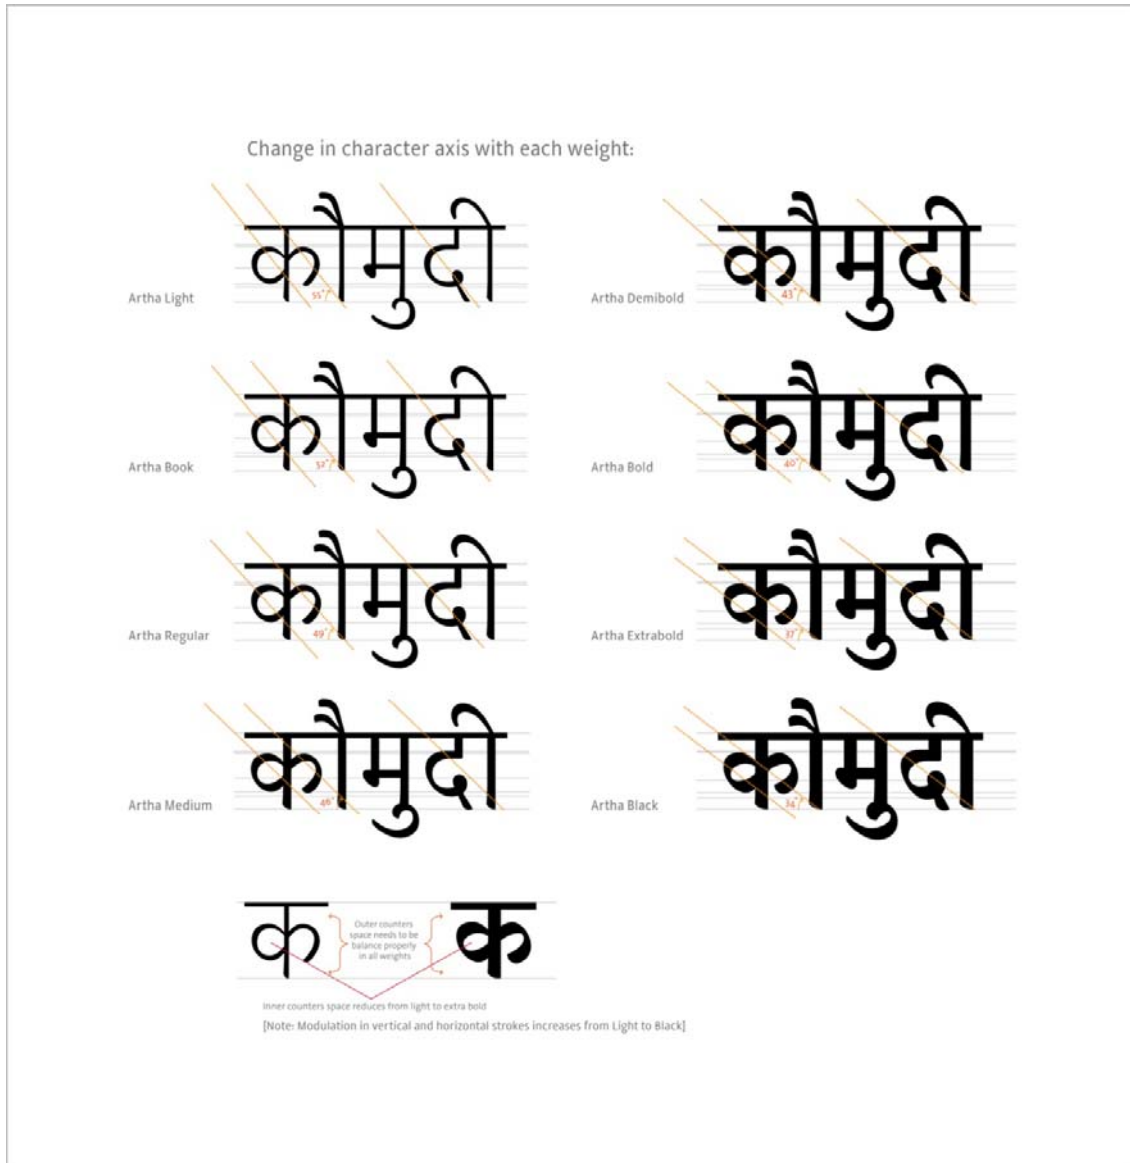 Change in character axis with each weight:
कौमुदी
55°
Artha Light
कौमुदी
43°
Artha Demibold
कौमुदी
52°
Artha Book
कौमुदी
40°
Artha Bold
कौमुदी
49°
Artha Regular
कौमुदी
37°
Artha Extrabold
कौमुदी
46°
Artha Medium
कौमुदी
34°
Artha Black
क
Outer counters
space needs to be
balance properly
in all weights
क
Inner counters space reduces from light to extra bold
[Note: Modulation in vertical and horizontal strokes increases from Light to Black]